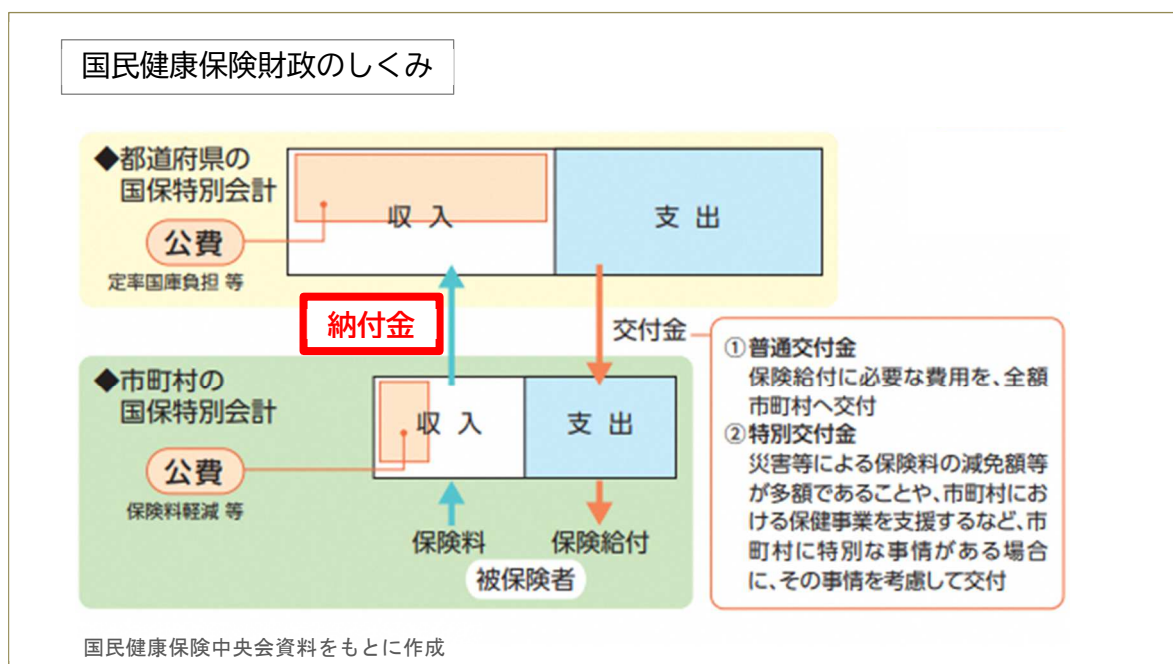 国民健康保険財政のしくみ
◆都道府県の
国保特別会計
公費
定率国庫負担 等
収 入
支 出
納付金
交付金
◆市町村の
国保特別会計
公費
保険料軽減 等
収 入
支 出
保険料
保険給付
被保険者
①普通交付金
保険給付に必要な費用を、全額
市町村へ交付
②特別交付金
災害等による保険料の減免額等
が多額であることや、市町村にお
ける保健事業を支援するなど、市
町村に特別な事情がある場合
に、その事情を考慮して交付
国民健康保険中央会資料をもとに作成